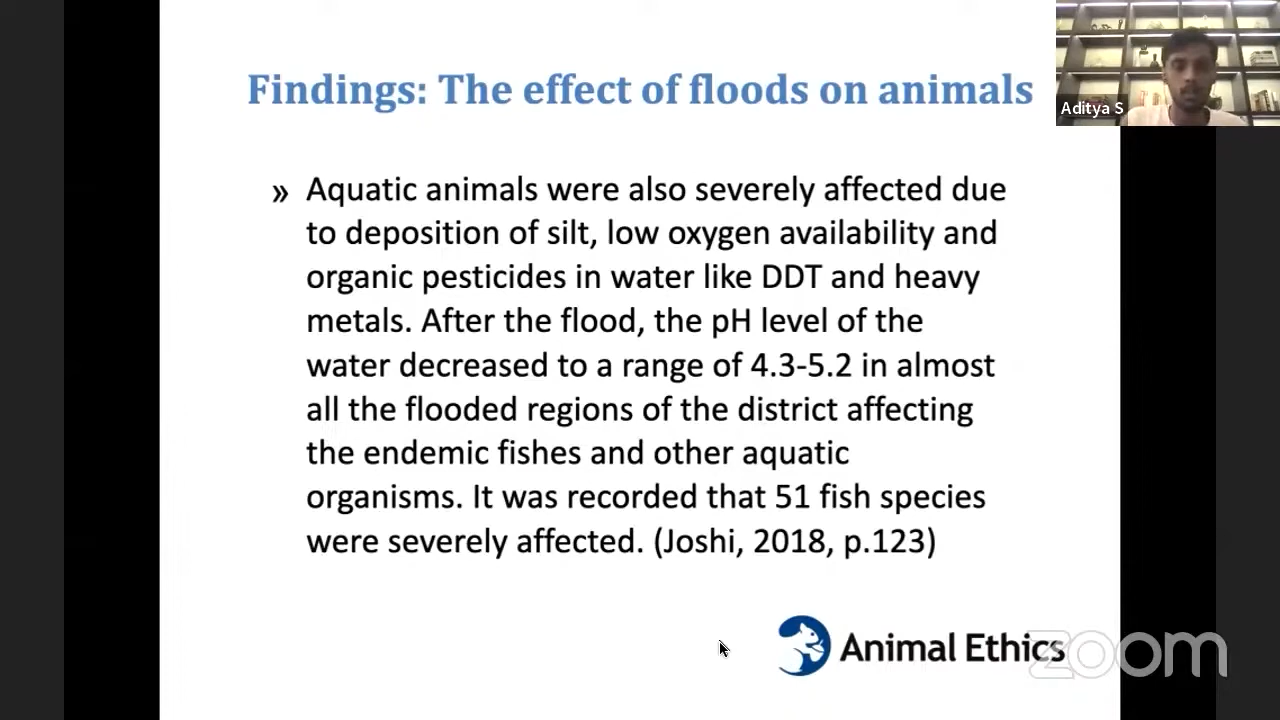 Findings: The effect of floods on animals
Aditya S
» Aquatic animals were also severely affected due
to deposition of silt, low oxygen availability and
organic pesticides in water like DDT and heavy
metals. After the flood, the pH level of the
water decreased to a range of 4.3-5.2 in almost
all the flooded regions of the district affecting
the endemic fishes and other aquatic
organisms. It was recorded that 51 fish species
were severely affected. (Joshi, 2018, p.123)
Animal Ethics
zoom